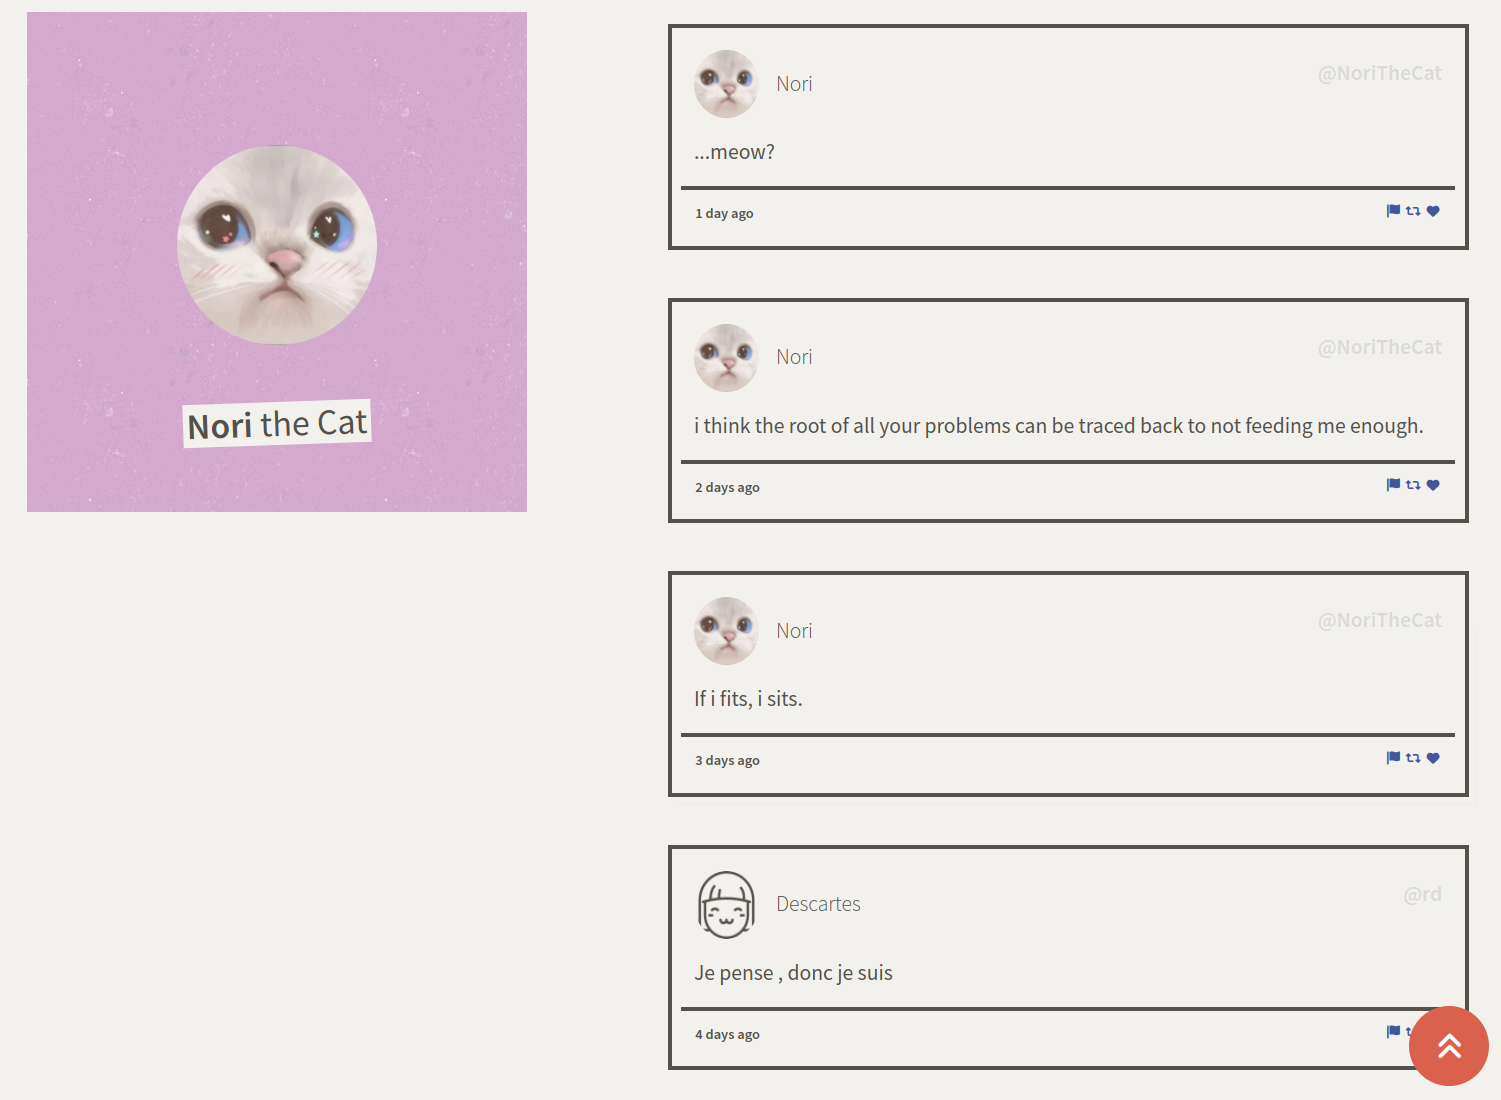 Nori the Cat
Nori
@NoriTheCat
...meow?
1 day ago
Nori
@NoriTheCat
i think the root of all your problems can be traced back to not feeding me enough.
2 days ago
Nori
@NoriTheCat
If i fits, i sits.
3 days ago
Descartes
@rd
Je pense , donc je suis
4 days ago